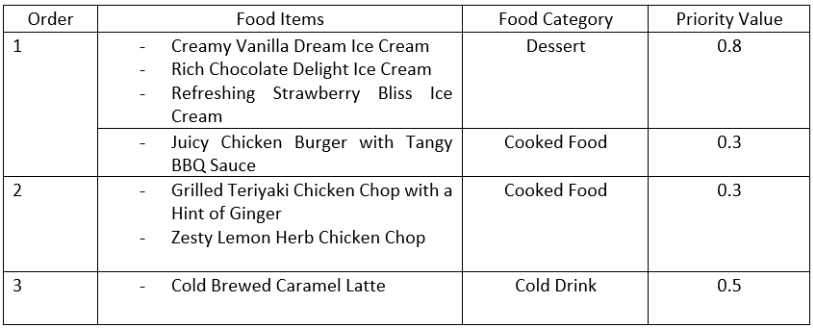 Order Food Items Food Category Priority Value
1 - Creamy Vanilla Dream Ice Cream Dessert 0.8
- Rich Chocolate Delight Ice Cream
- Refreshing Strawberry Bliss Ice
Cream
- Juicy Chicken Burger with Tangy Cooked Food 0.3
BBQ Sauce
2 - Grilled Teriyaki Chicken Chop with a Cooked Food 0.3
Hint of Ginger
- Zesty Lemon Herb Chicken Chop
3 - Cold Brewed Caramel Latte Cold Drink 0.5